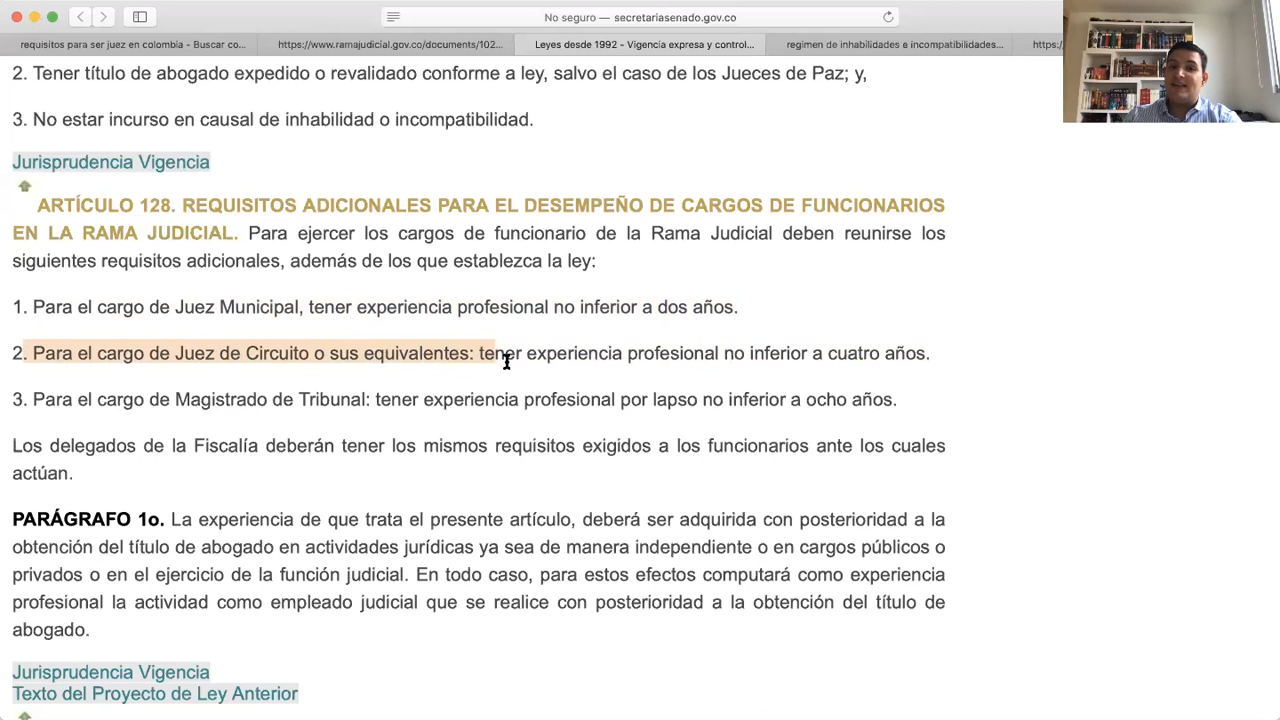 No seguro — secretariasenado.gov.co
requisitos para ser juez en colombia - Buscar co...
https://www.ramajudicial.gov.co/documents/102...
Leyes desde 1992 - Vigencia expresa y control...
regimen de inhabilidades e incompatibilidades...
https:/
2. Tener título de abogado expedido o revalidado conforme a ley, salvo el caso de los Jueces de Paz; y,
3. No estar incurso en causal de inhabilidad o incompatibilidad.
Jurisprudencia Vigencia
ARTÍCULO 128. REQUISITOS ADICIONALES PARA EL DESEMPEÑO DE CARGOS DE FUNCIONARIOS
EN LA RAMA JUDICIAL. Para ejercer los cargos de funcionario de la Rama Judicial deben reunirse los
siguientes requisitos adicionales, además de los que establezca la ley:
1. Para el cargo de Juez Municipal, tener experiencia profesional no inferior a dos años.
2. Para el cargo de Juez de Circuito o sus equivalentes: tener experiencia profesional no inferior a cuatro años.
3. Para el cargo de Magistrado de Tribunal: tener experiencia profesional por lapso no inferior a ocho años.
Los delegados de la Fiscalía deberán tener los mismos requisitos exigidos a los funcionarios ante los cuales
actúan.
PARÁGRAFO 1o. La experiencia de que trata el presente artículo, deberá ser adquirida con posterioridad a la
obtención del título de abogado en actividades jurídicas ya sea de manera independiente o en cargos públicos o
privados o en el ejercicio de la función judicial. En todo caso, para estos efectos computará como experiencia
profesional la actividad como empleado judicial que se realice con posterioridad a la obtención del título de
abogado.
Jurisprudencia Vigencia
Texto del Proyecto de Ley Anterior